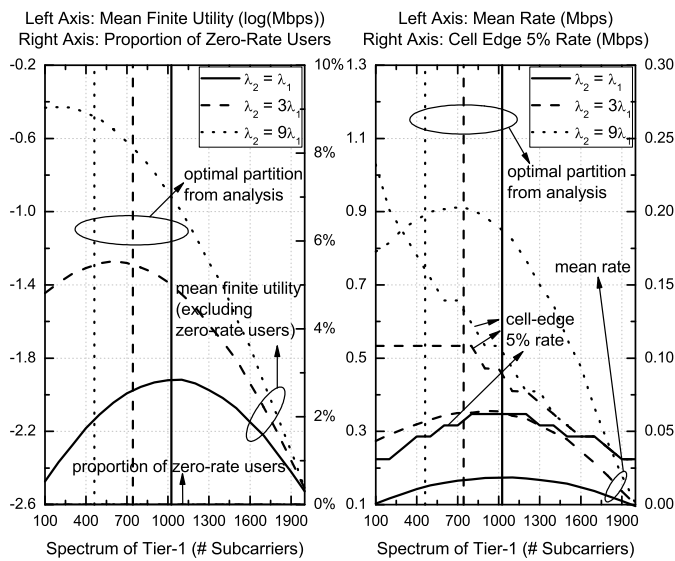 Left Axis: Mean Finite Utility (log(Mbps))
Right Axis: Proportion of Zero-Rate Users
-0.2
-0.6
-1.0
-1.4
-1.8
-2.2
-2.6
10%
8%
6%
4%
2%
0%
λ2 = λ1
λ2 = 3λ1
λ2 = 9λ1
optimal partition
from analysis
mean finite utility
(excluding
zero-rate users)
proportion of zero-rate users
100 400 700 1000 1300 1600 1900
Spectrum of Tier-1 (# Subcarriers)
Left Axis: Mean Rate (Mbps)
Right Axis: Cell Edge 5% Rate (Mbps)
1.3
1.1
0.9
0.7
0.5
0.3
0.1
0.30
0.25
0.20
0.15
0.10
0.05
0.00
λ2 = λ1
λ2 = 3λ1
λ2 = 9λ1
optimal partition
from analysis
mean rate
cell-edge
5% rate
100 400 700 1000 1300 1600 1900
Spectrum of Tier-1 (# Subcarriers)